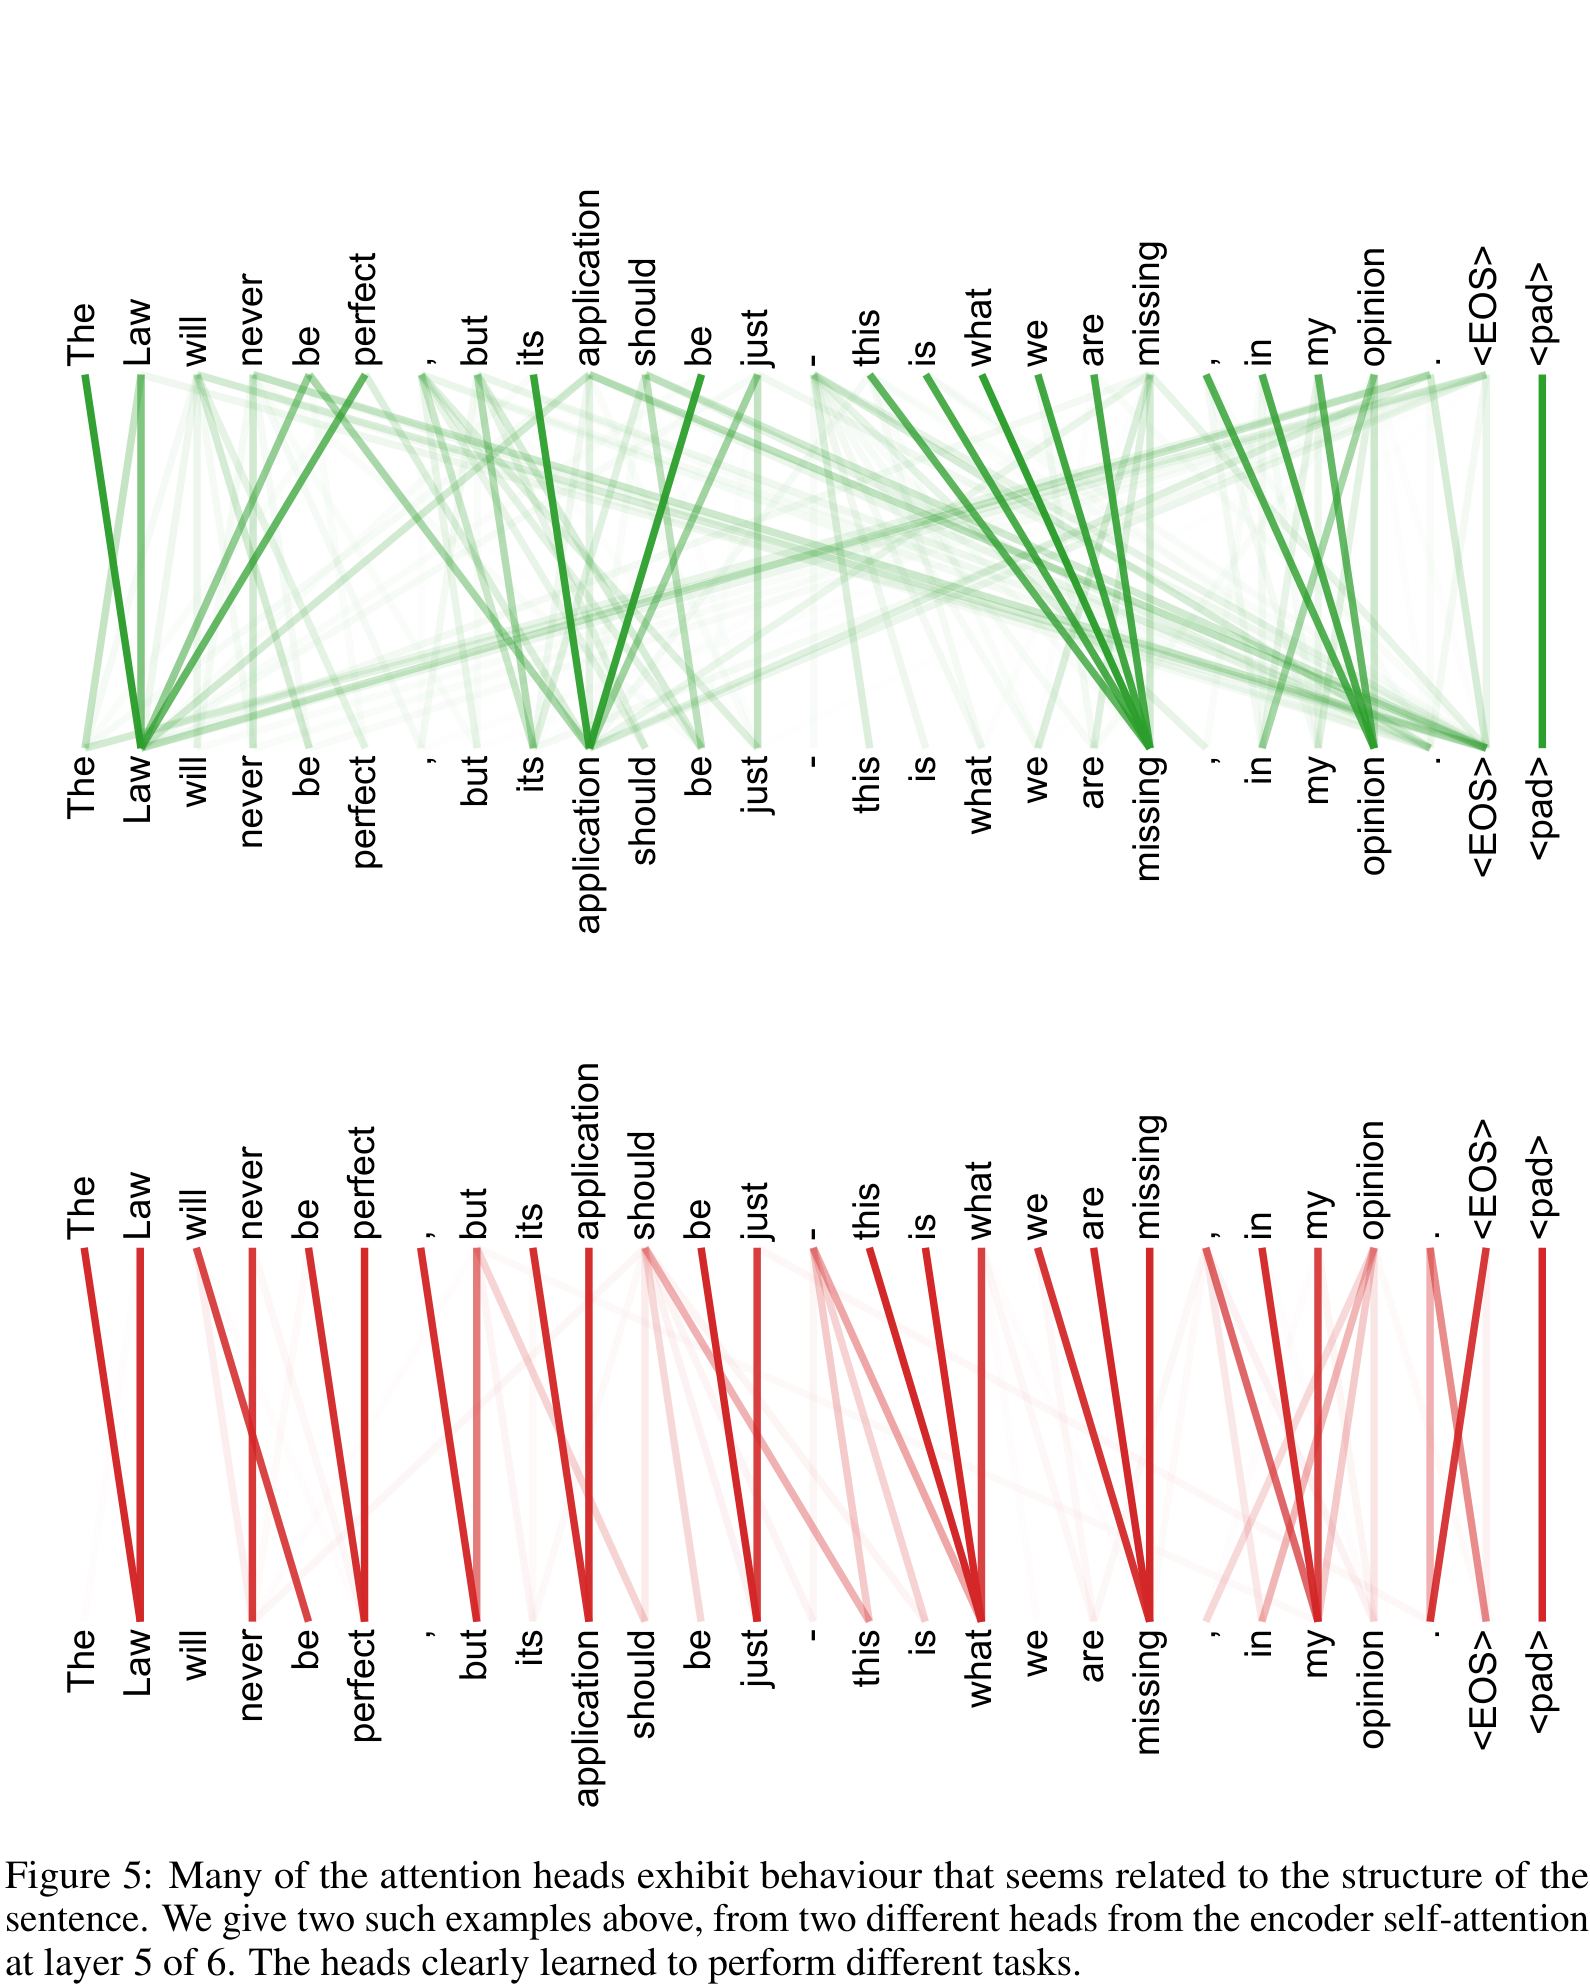 The Law will never be perfect , but its application should be just - this is what we are missing , in my opinion . <EOS> <pad>
The Law will never be perfect , but its application should be just - this is what we are missing , in my opinion . <EOS> <pad>
The Law will never be perfect , but its application should be just - this is what we are missing , in my opinion . <EOS> <pad>
The Law will never be perfect , but its application should be just - this is what we are missing , in my opinion . <EOS> <pad>
Figure 5: Many of the attention heads exhibit behaviour that seems related to the structure of the
sentence. We give two such examples above, from two different heads from the encoder self-attention
at layer 5 of 6. The heads clearly learned to perform different tasks.